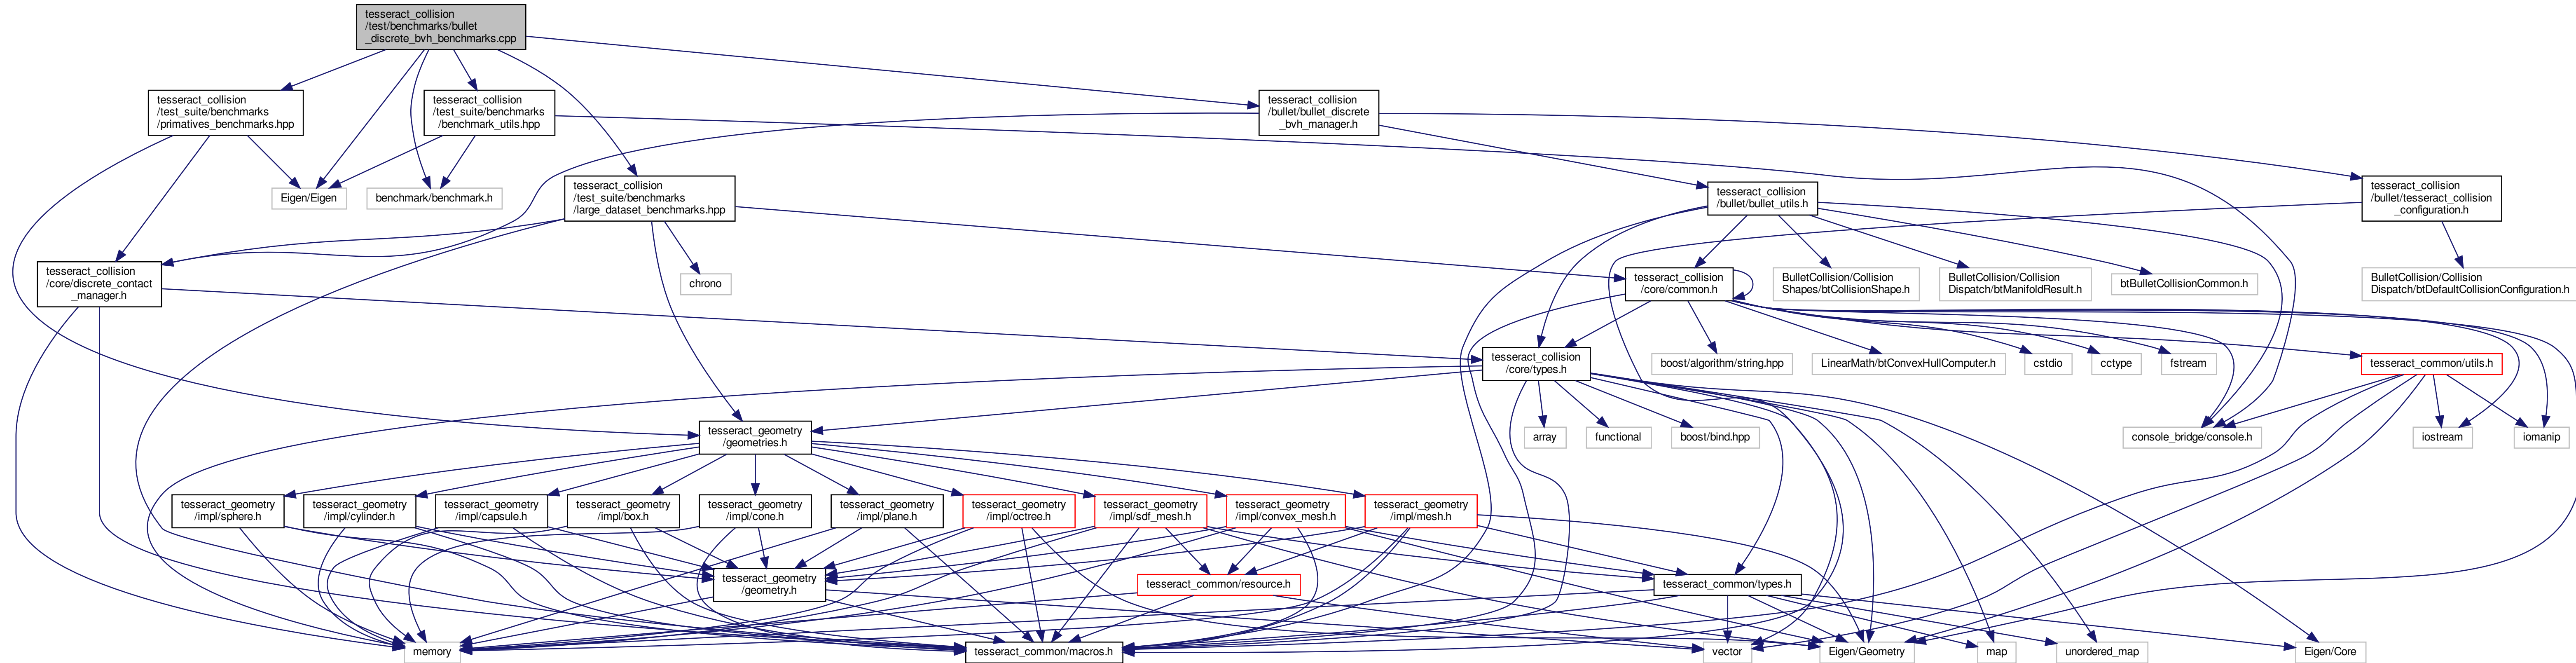 tesseract_collision
/test/benchmarks/bullet
_discrete_bvh_benchmarks.cpp
tesseract_collision
/test_suite/benchmarks
/primatives_benchmarks.hpp
tesseract_collision
/test_suite/benchmarks
/benchmark_utils.hpp
tesseract_collision
/bullet/bullet_discrete
_bvh_manager.h
Eigen/Eigen
benchmark/benchmark.h
tesseract_collision
/test_suite/benchmarks
/large_dataset_benchmarks.hpp
tesseract_collision
/bullet/bullet_utils.h
tesseract_collision
/bullet/tesseract_collision
_configuration.h
tesseract_collision
/core/discrete_contact
_manager.h
chrono
tesseract_collision
/core/common.h
BulletCollision/Collision
Shapes/btCollisionShape.h
BulletCollision/Collision
Dispatch/btManifoldResult.h
btBulletCollisionCommon.h
BulletCollision/Collision
Dispatch/btDefaultCollisionConfiguration.h
tesseract_collision
/core/types.h
boost/algorithm/string.hpp
LinearMath/btConvexHullComputer.h
cstdio
cctype
fstream
tesseract_common/utils.h
tesseract_geometry
/geometries.h
array
functional
boost/bind.hpp
console_bridge/console.h
iostream
iomanip
tesseract_geometry
/impl/sphere.h
tesseract_geometry
/impl/cylinder.h
tesseract_geometry
/impl/capsule.h
tesseract_geometry
/impl/box.h
tesseract_geometry
/impl/cone.h
tesseract_geometry
/impl/plane.h
tesseract_geometry
/impl/octree.h
tesseract_geometry
/impl/sdf_mesh.h
tesseract_geometry
/impl/convex_mesh.h
tesseract_geometry
/impl/mesh.h
tesseract_geometry
/geometry.h
tesseract_common/resource.h
tesseract_common/types.h
memory
tesseract_common/macros.h
vector
Eigen/Geometry
map
unordered_map
Eigen/Core